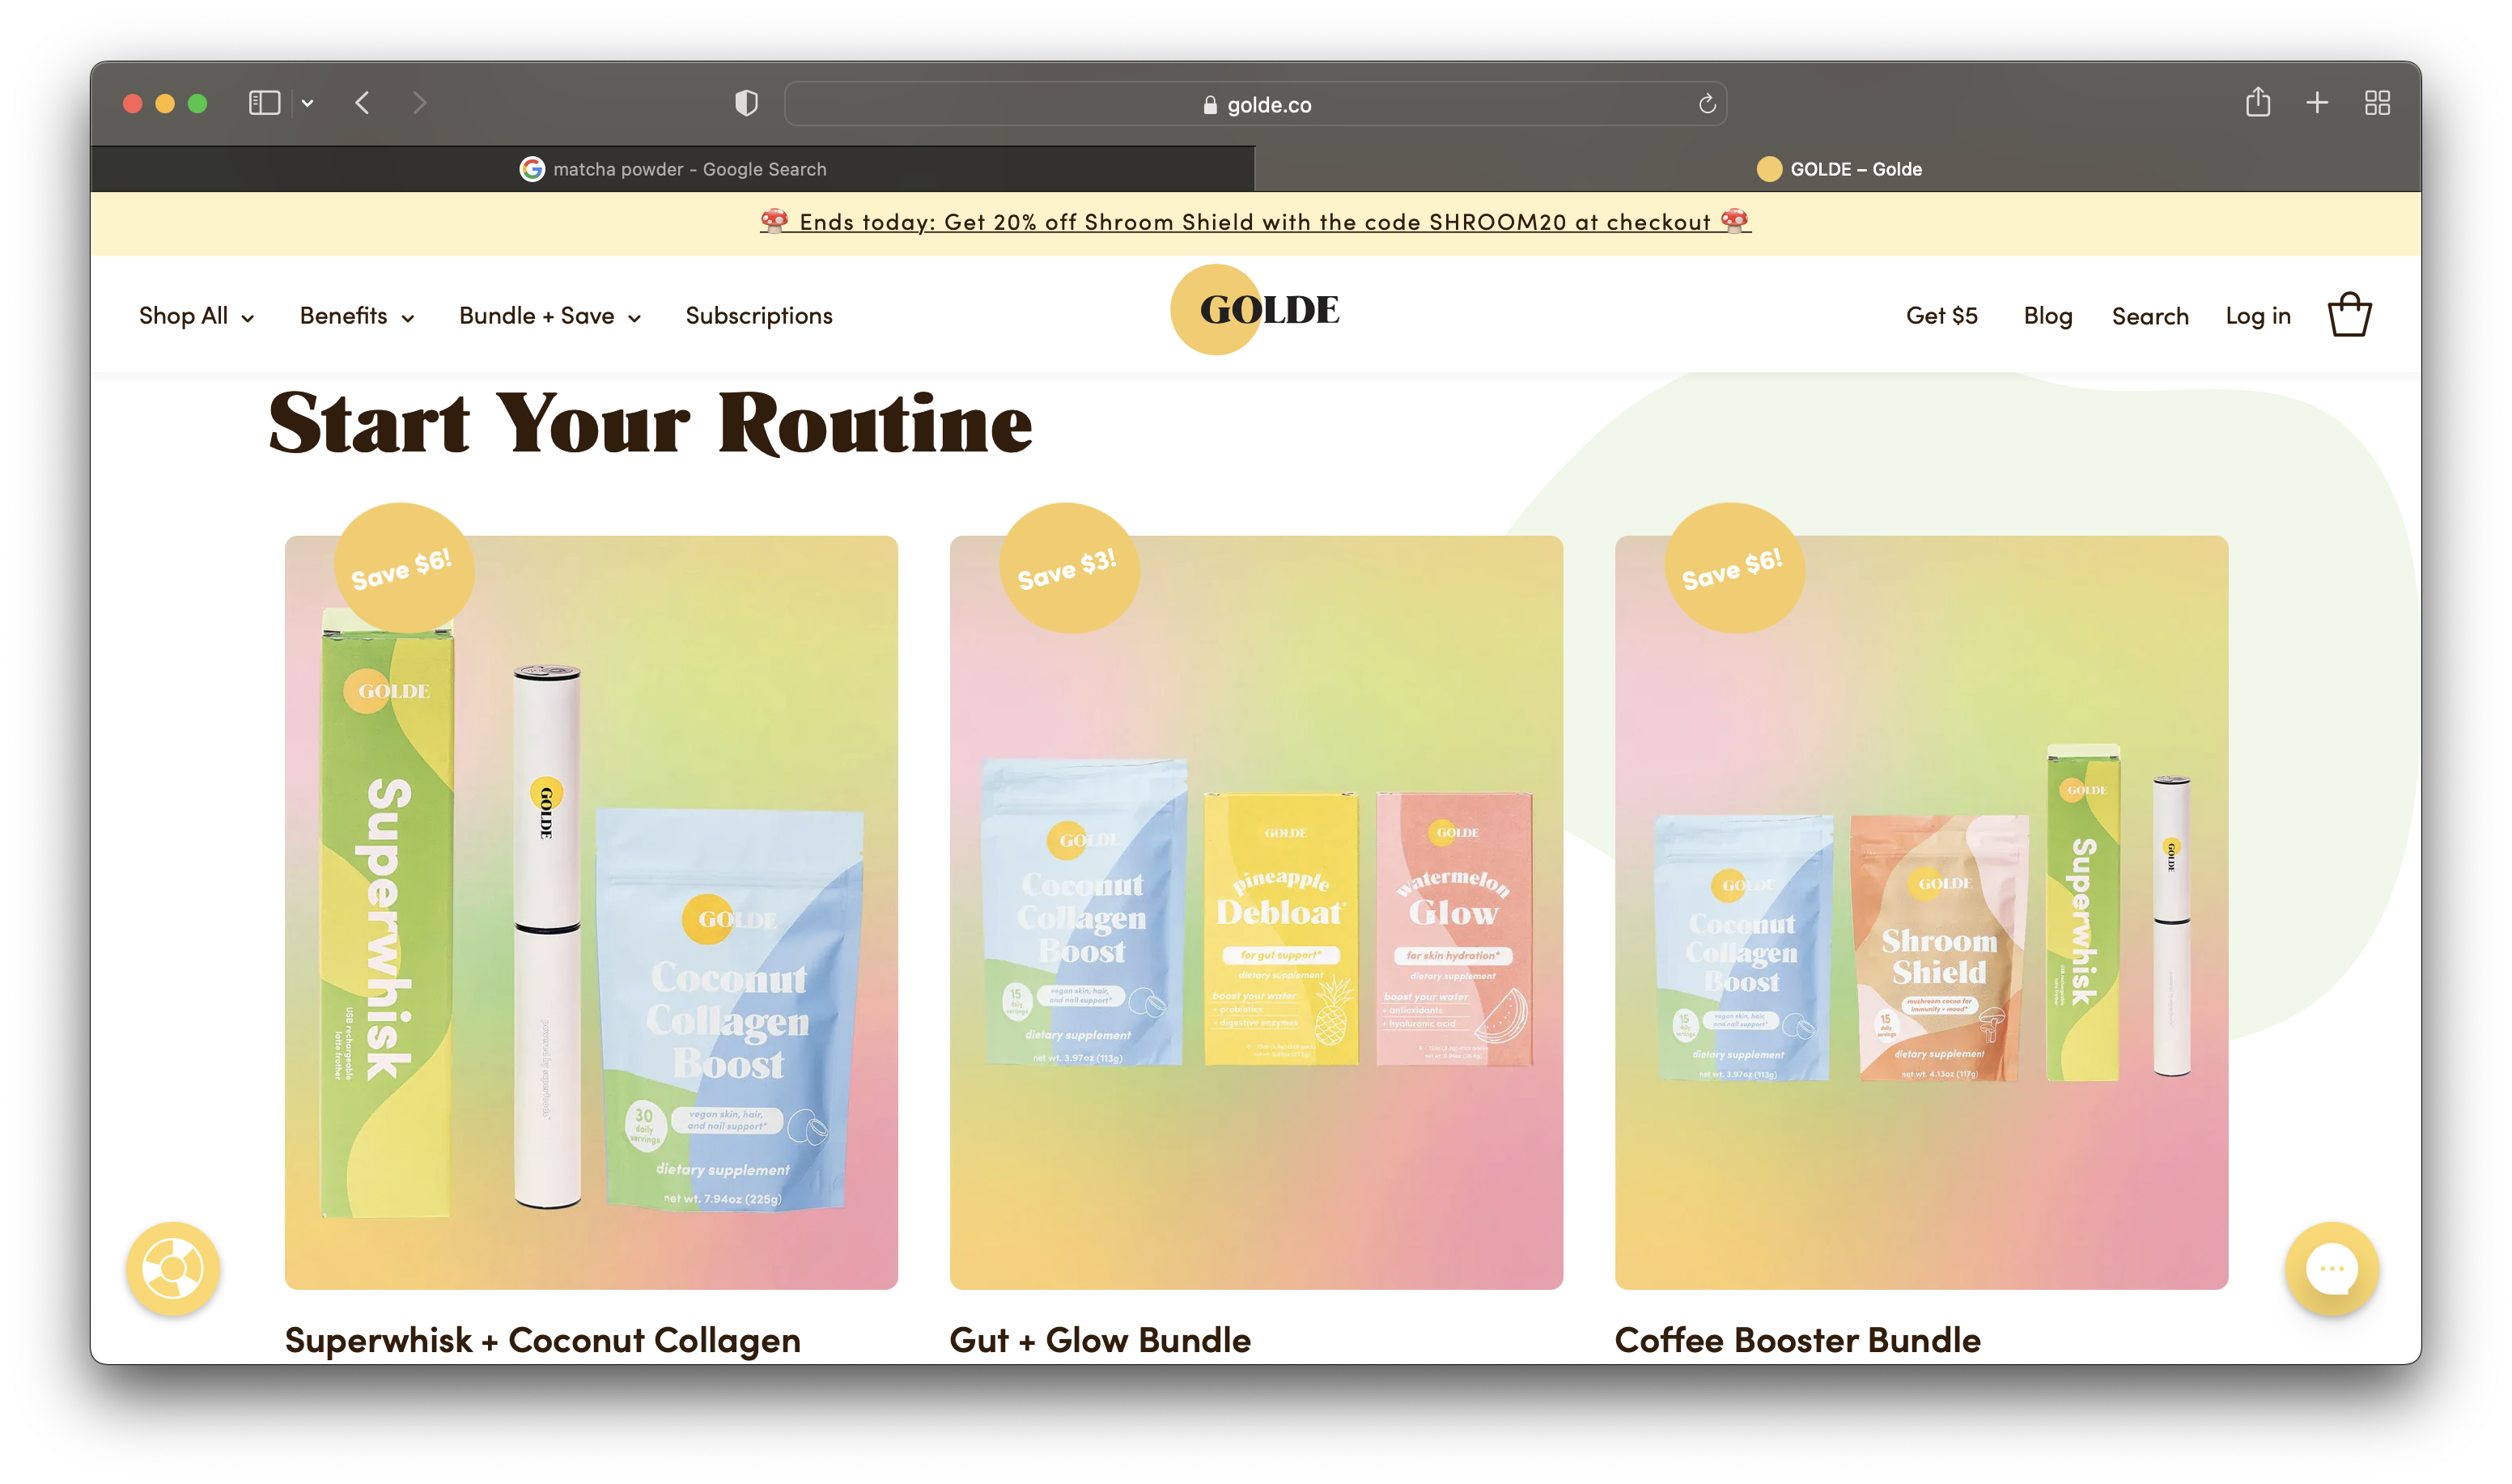 golde.co
matcha powder - Google Search
GOLDE – Golde
Ends today: Get 20% off Shroom Shield with the code SHROOM20 at checkout
Shop All
Benefits
Bundle + Save
Subscriptions
GOLDE
Get $5
Blog
Search
Log in
Start Your Routine
Save $6!
GOLDE
Superwhisk
USB rechargeable
latte frother
GOLDE
GOLDE
Coconut
Collagen
Boost
30
daily
servings
vegan skin, hair,
and nail support*
dietary supplement
net wt. 7.94oz (225g)
Superwhisk + Coconut Collagen
Save $3!
GOLDE
Coconut
Collagen
Boost
15
daily
servings
vegan skin, hair,
and nail support*
dietary supplement
net wt. 3.97oz (113g)
GOLDE
pineapple
Debloat*
for gut support*
dietary supplement
boost your water
+ probiotics
+ digestive enzymes
GOLDE
watermelon
Glow
for skin hydration*
dietary supplement
boost your water
+ antioxidants
+ hyaluronic acid
Gut + Glow Bundle
Save $6!
GOLDE
Coconut
Collagen
Boost
15
daily
servings
vegan skin, hair,
and nail support*
dietary supplement
net wt. 3.97oz (113g)
GOLDE
Shroom
Shield
mushroom cocoa for
immunity + mood*
15
daily
servings
dietary supplement
net wt. 4.13oz (117g)
GOLDE
Superwhisk
GOLDE
Coffee Booster Bundle